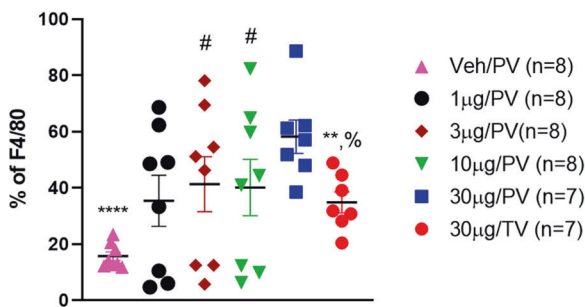 100
80
60
40
20
0
% of F4/80
****
#
#
**,%
Veh/PV (n=8)
1µg/PV (n=8)
3µg/PV(n=8)
10µg/PV (n=8)
30µg/PV (n=7)
30µg/TV (n=7)